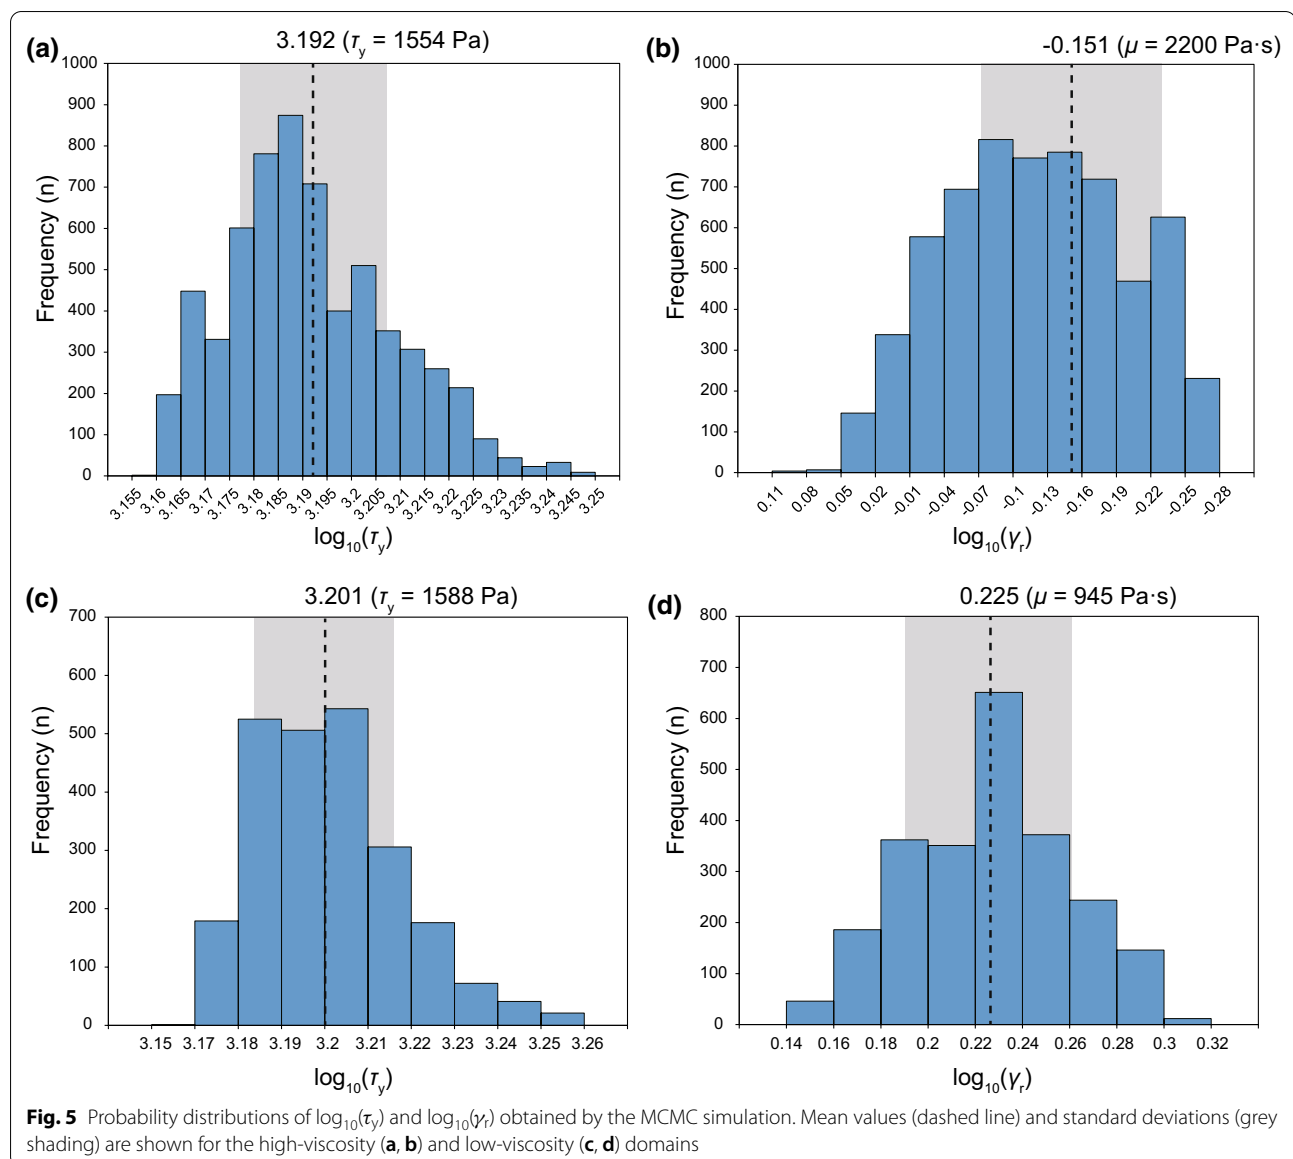 (a)
3.192 (τy = 1554 Pa)
1000
900
800
700
600
500
400
300
200
100
0
Frequency (n)
3.155 3.16 3.165 3.17 3.175 3.18 3.185 3.19 3.195 3.2 3.205 3.21 3.215 3.22 3.225 3.23 3.235 3.24 3.245 3.25
log10(τy)
(b)
-0.151 (μ = 2200 Pa·s)
1000
900
800
700
600
500
400
300
200
100
0
Frequency (n)
0.11 0.08 0.05 0.02 -0.01 -0.04 -0.07 -0.1 -0.13 -0.16 -0.19 -0.22 -0.25 -0.28
log10(γr)
(c)
3.201 (τy = 1588 Pa)
700
600
500
400
300
200
100
0
Frequency (n)
3.15 3.17 3.18 3.19 3.2 3.21 3.22 3.23 3.24 3.25 3.26
log10(τy)
(d)
0.225 (μ = 945 Pa·s)
800
700
600
500
400
300
200
100
0
Frequency (n)
0.14 0.16 0.18 0.2 0.22 0.24 0.26 0.28 0.3 0.32
log10(γr)
Fig. 5 Probability distributions of log10(τy) and log10(γr) obtained by the MCMC simulation. Mean values (dashed line) and standard deviations (grey
shading) are shown for the high-viscosity (a, b) and low-viscosity (c, d) domains